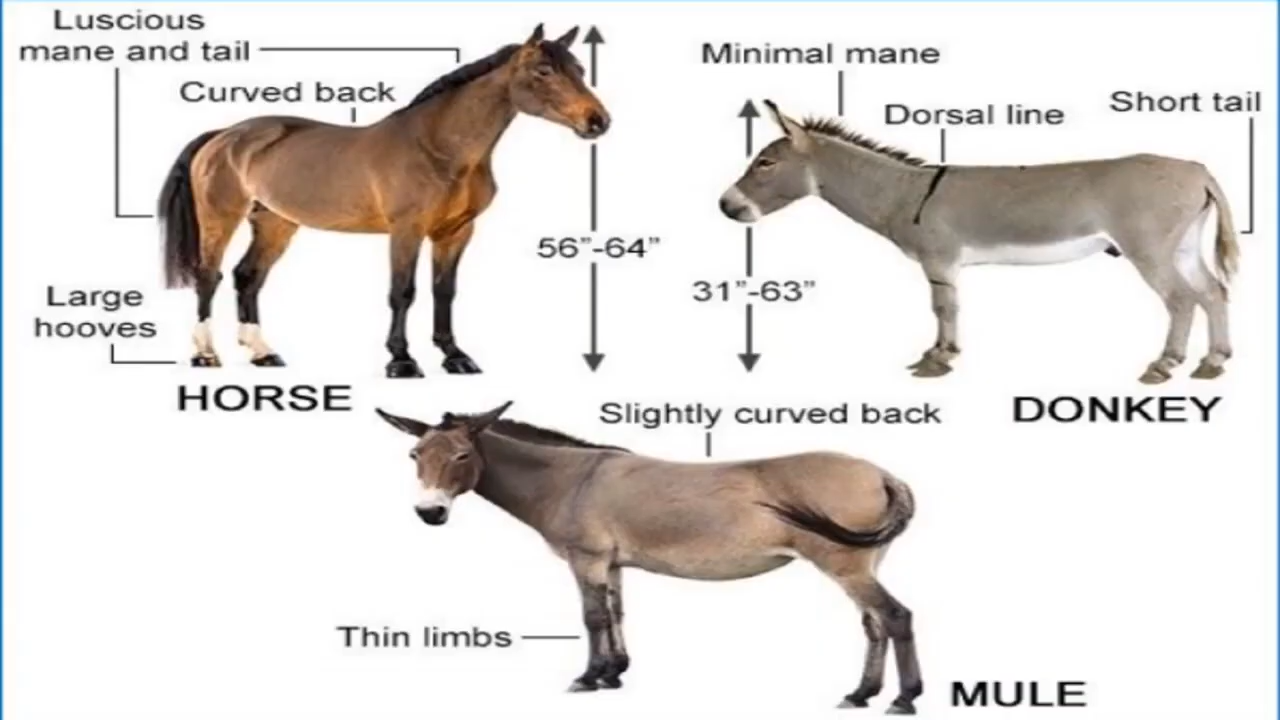 Luscious
mane and tail
Curved back
56”-64”
Large
hooves
HORSE
Minimal mane
Dorsal line
Short tail
31”-63”
DONKEY
Slightly curved back
Thin limbs
MULE